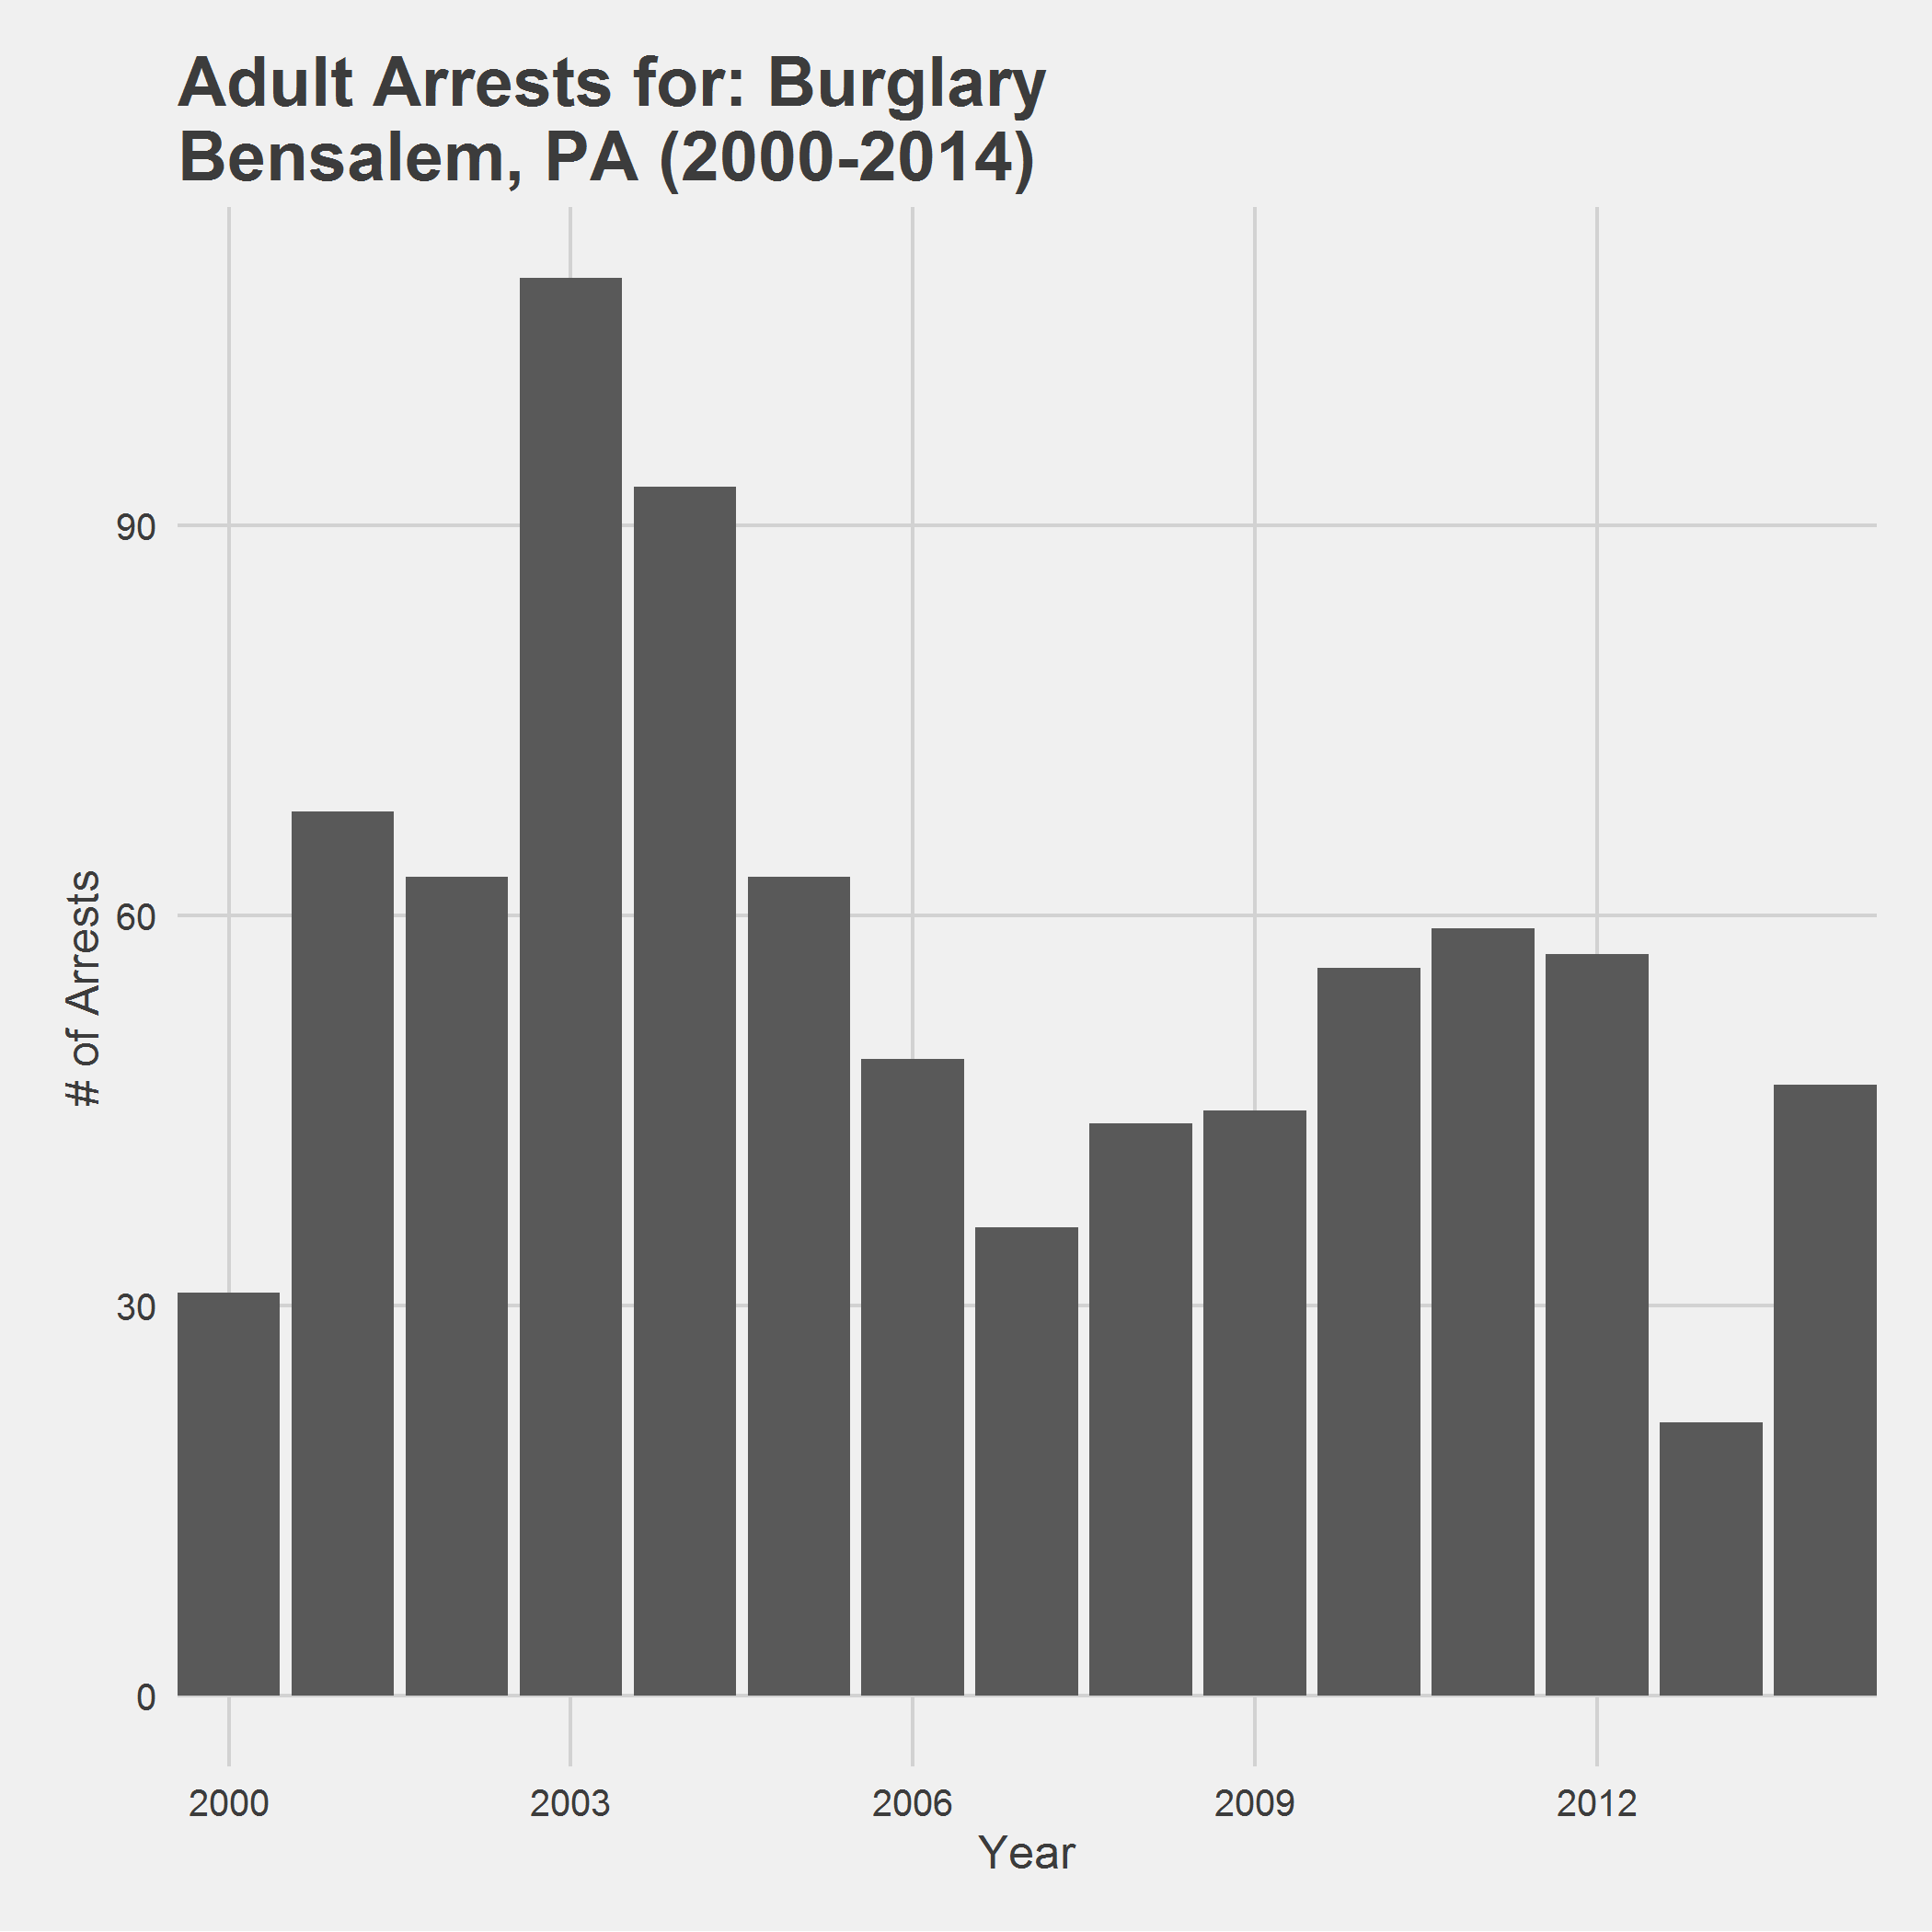 Adult Arrests for: Burglary
Bensalem, PA (2000-2014)
# of Arrests
90
60
30
0
2000 2003 2006 2009 2012
Year